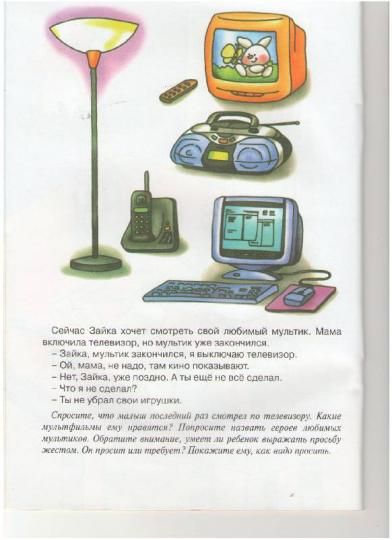 Сейчас Зайка хочет смотреть свой любимый мультик. Мама
включила телевизор, но мультик уже закончился.
– Зайка, мультик закончился, я выключаю телевизор.
– Ой, мама, не надо, там кино показывают.
– Нет, Зайка, уже поздно. А ты ещё не всё сделал.
– Что я не сделал?
– Ты не убрал свои игрушки.
Спросите, что малыш последний раз смотрел по телевизору. Какие
мультфильмы ему нравятся? Попросите назвать героев любимых
мультиков. Обратите внимание, умеет ли ребенок выражать просьбу
жестом. Он просит или требует? Покажите ему, как надо просить.